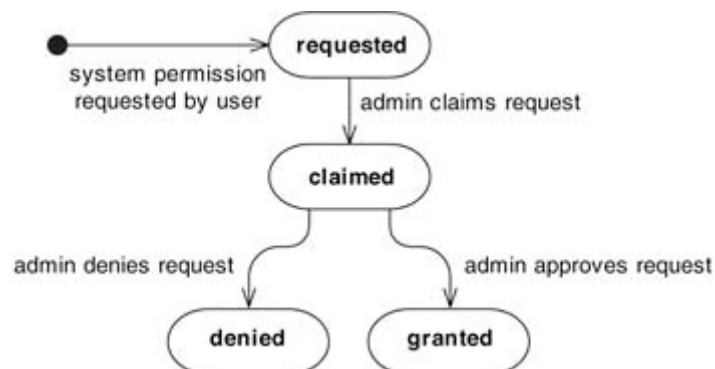 requested
system permission
requested by user
admin claims request
claimed
admin denies request
admin approves request
denied
granted